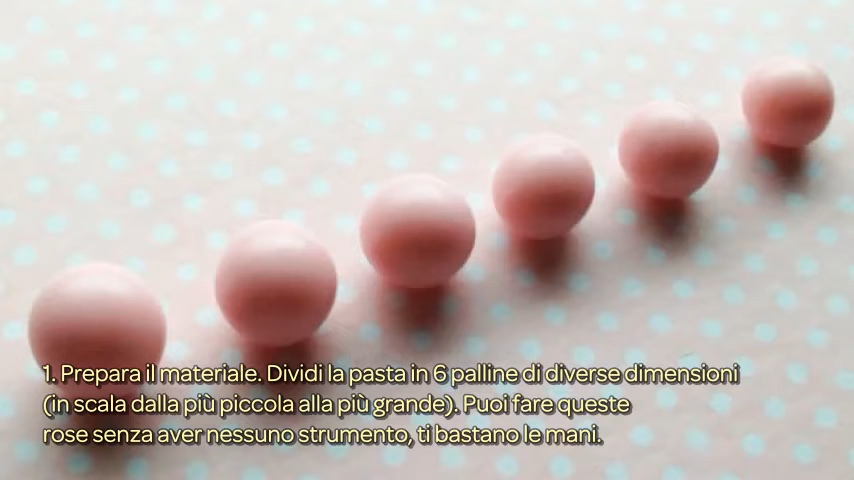 1. Prepara il materiale. Dividi la pasta in 6 palline di diverse dimensioni
(in scala dalla più piccola alla più grande). Puoi fare queste
rose senza aver nessuno strumento, ti bastano le mani.